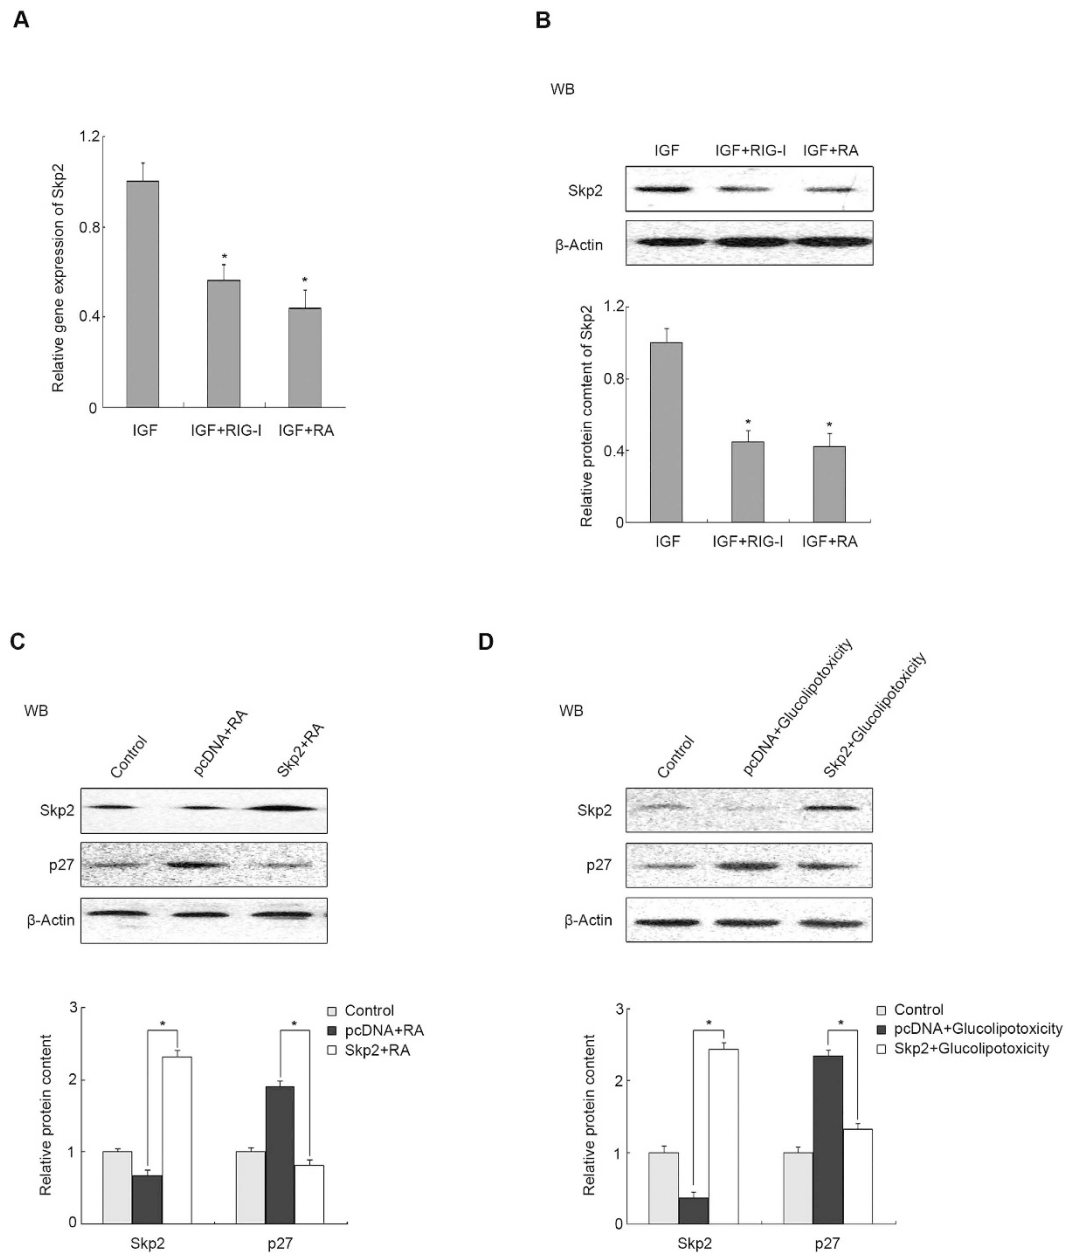 A
Relative gene expression of Skp2
1.2
0.8
0.4
0
*
*
IGF
IGF+RIG-I
IGF+RA
B
WB
IGF
IGF+RIG-I
IGF+RA
Skp2
β-Actin
Relative protein comtent of Skp2
1.2
0.8
0.4
0
*
*
IGF
IGF+RIG-I
IGF+RA
C
WB
Control
pcDNA+RA
Skp2+RA
Skp2
p27
β-Actin
Relative protein content
3
2
1
0
*
*
Control
pcDNA+RA
Skp2+RA
Skp2
p27
D
WB
Control
pcDNA+Glucolipotoxicity
Skp2+Glucolipotoxicity
Skp2
p27
β-Actin
Relative protein content
3
2
1
0
*
*
Control
pcDNA+Glucolipotoxicity
Skp2+Glucolipotoxicity
Skp2
p27